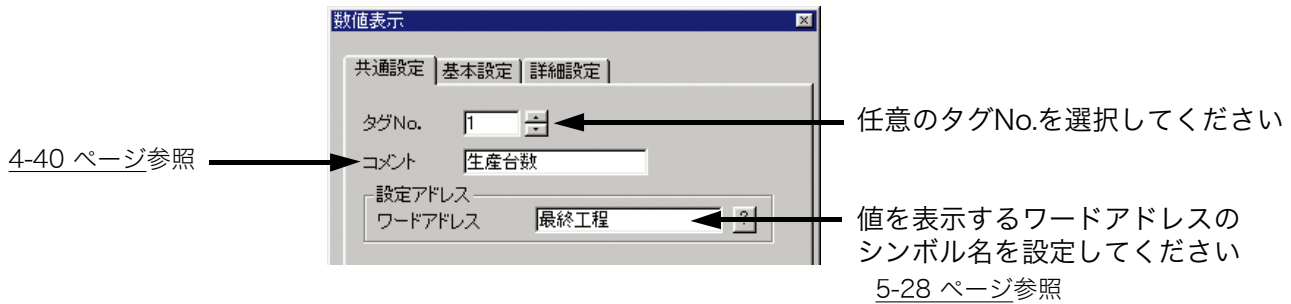 数値表示
共通設定 基本設定 詳細設定
タグNo. 1
任意のタグNo.を選択してください
4-40 ページ参照
コメント 生産台数
設定アドレス
ワードアドレス 最終工程 ?
値を表示するワードアドレスの
シンボル名を設定してください
5-28 ページ参照